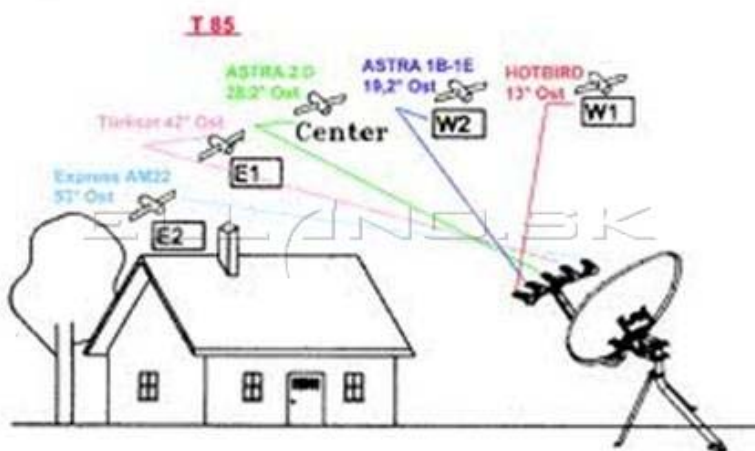 T 85
ASTRA 2 D
28.2° Ost
ASTRA 1B-1E
19,2° Ost
HOTBIRD
13° Ost
W1
W2
Center
Türksat 42° Ost
E1
Express AM22
53° Ost
E2